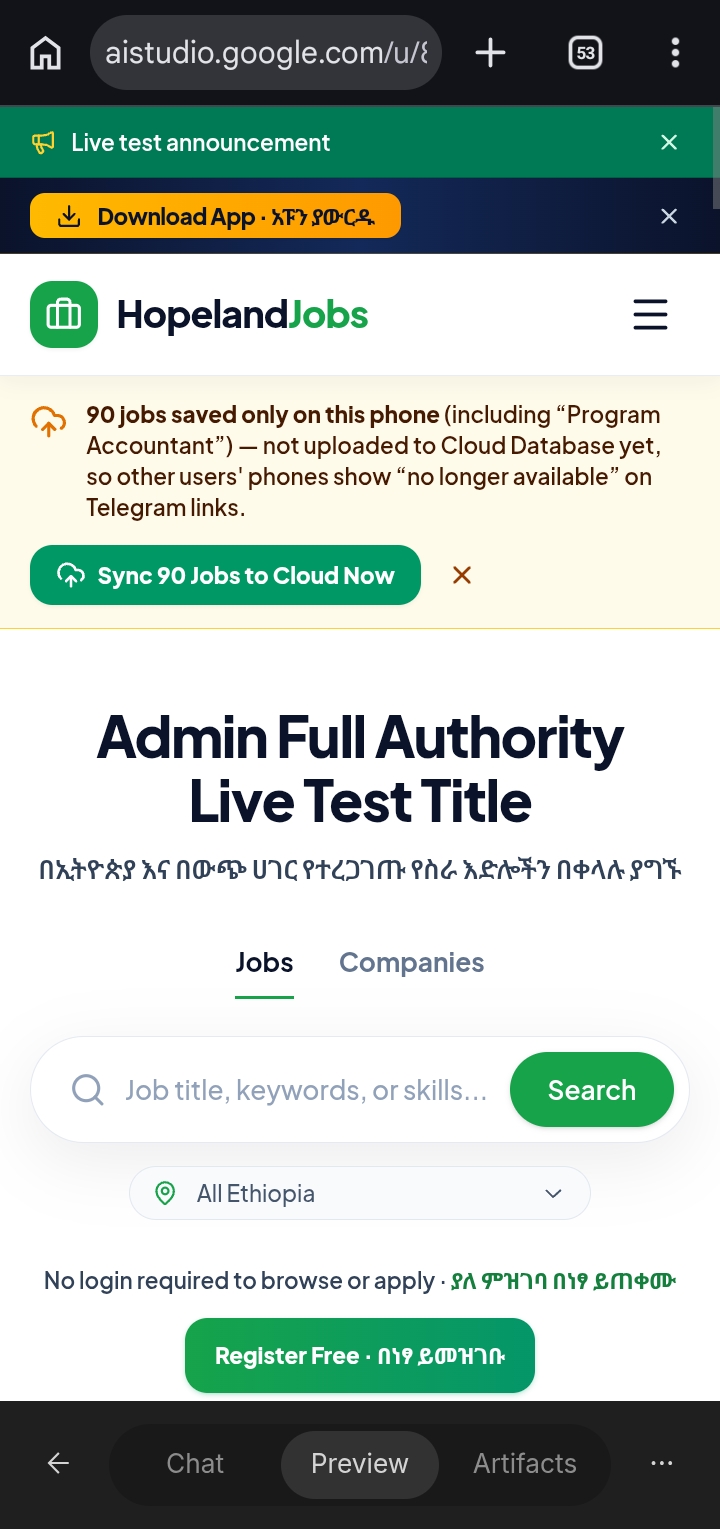 aistudio.google.com/u/
53
Live test announcement
Download App · አፑን ያውርዱ
HopelandJobs
90 jobs saved only on this phone (including “Program
Accountant”) — not uploaded to Cloud Database yet,
so other users' phones show “no longer available” on
Telegram links.
Sync 90 Jobs to Cloud Now
Admin Full Authority
Live Test Title
በኢትዮጵያ እና በውጭ ሀገር የተረጋገጡ የስራ እድሎችን በቀላሉ ያግኙ
Jobs Companies
Job title, keywords, or skills...
Search
All Ethiopia
No login required to browse or apply · ያለ ምዝገባ በነፃ ይጠቀሙ
Register Free · በነፃ ይመዝገቡ
Chat Preview Artifacts